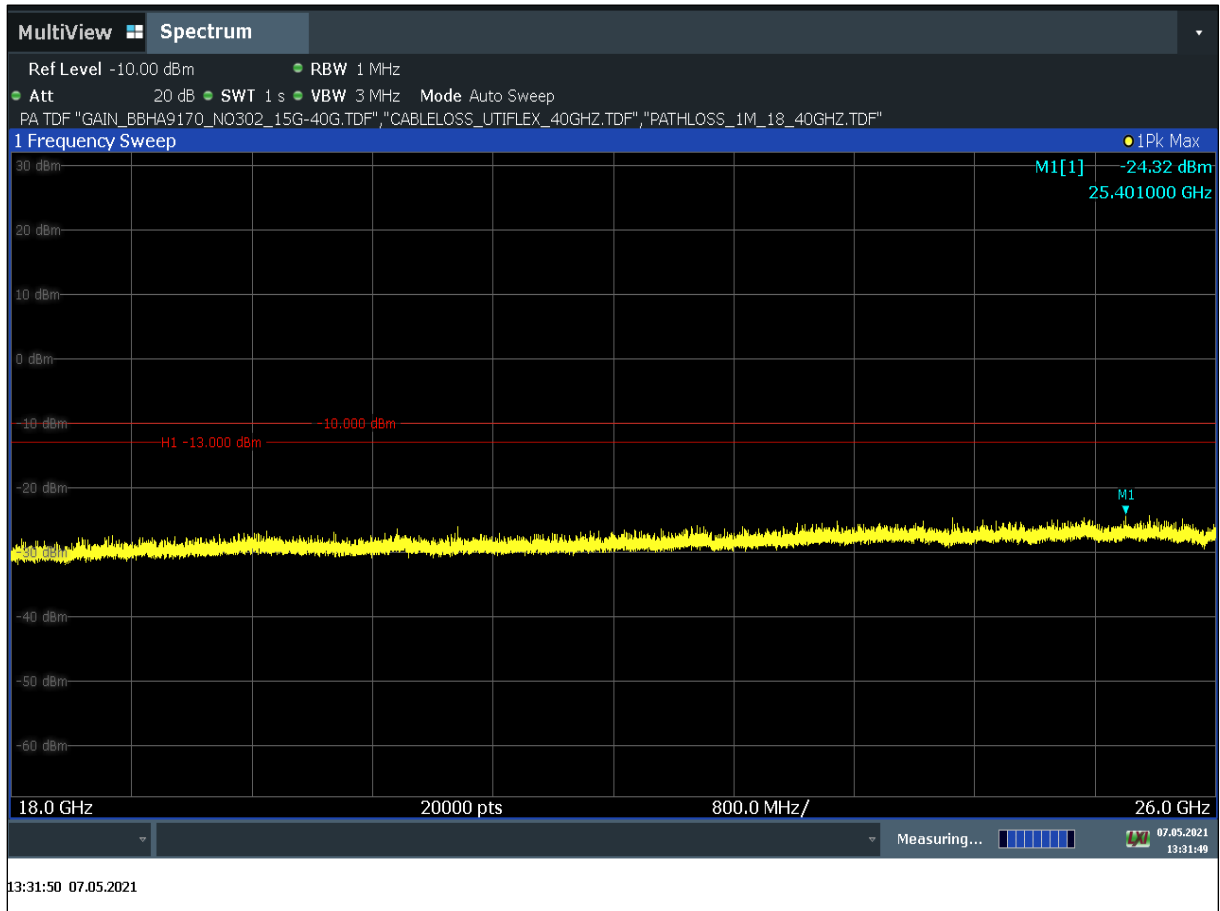 MultiView Spectrum
Ref Level -10.00 dBm RBW 1 MHz
Att 20 dB SWT 1 s VBW 3 MHz Mode Auto Sweep
PA TDF "GAIN_BBHA9170_NO302_15G-40G.TDF","CABLELOSS_UTIFLEX_40GHZ.TDF","PATHLOSS_1M_18_40GHZ.TDF"
1 Frequency Sweep 1Pk Max
30 dBm M1[1] -24.32 dBm
25.401000 GHz
20 dBm
10 dBm
0 dBm
-10 dBm -10.000 dBm
H1 -13.000 dBm
-20 dBm
M1
-30 dBm
-40 dBm
-50 dBm
-60 dBm
18.0 GHz 20000 pts 800.0 MHz/ 26.0 GHz
Measuring... LXI 07.05.2021
13:31:49
13:31:50 07.05.2021